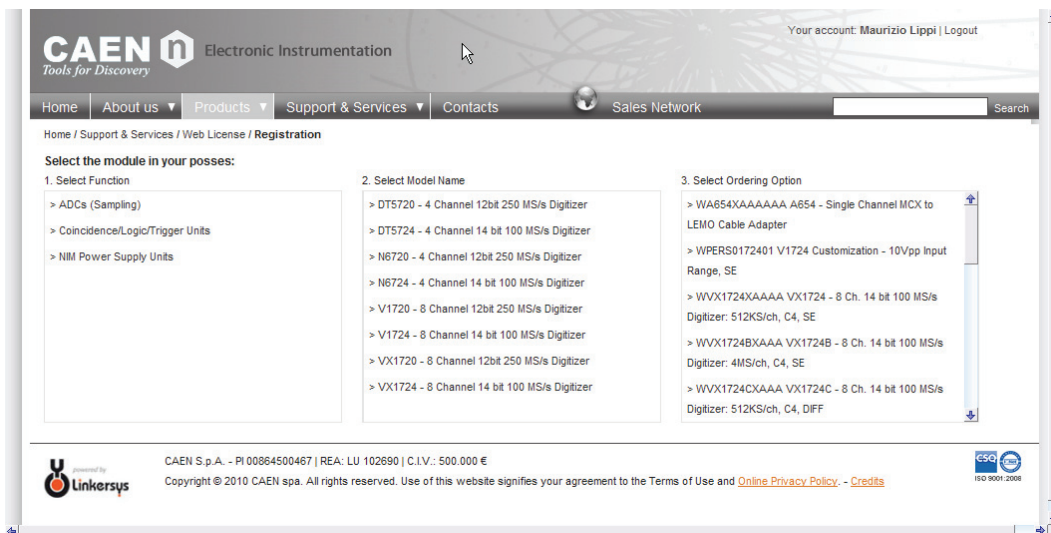 Your account: Maurizio Lippi | Logout
CAEN n Electronic Instrumentation
Tools for Discovery
Home About us ▼ Products ▼ Support & Services ▼ Contacts Sales Network Search
Home / Support & Services / Web License / Registration
Select the module in your posses:
1. Select Function
> ADCs (Sampling)
> Coincidence/Logic/Trigger Units
> NIM Power Supply Units
2. Select Model Name
> DT5720 - 4 Channel 12bit 250 MS/s Digitizer
> DT5724 - 4 Channel 14 bit 100 MS/s Digitizer
> N6720 - 4 Channel 12bit 250 MS/s Digitizer
> N6724 - 4 Channel 14 bit 100 MS/s Digitizer
> V1720 - 8 Channel 12bit 250 MS/s Digitizer
> V1724 - 8 Channel 14 bit 100 MS/s Digitizer
> VX1720 - 8 Channel 12bit 250 MS/s Digitizer
> VX1724 - 8 Channel 14 bit 100 MS/s Digitizer
3. Select Ordering Option
> WA654XAAAAAA A654 - Single Channel MCX to
LEMO Cable Adapter
> WPERS0172401 V1724 Customization - 10Vpp Input
Range, SE
> WVX1724XAAAA VX1724 - 8 Ch. 14 bit 100 MS/s
Digitizer: 512KS/ch, C4, SE
> WVX1724BXAAA VX1724B - 8 Ch. 14 bit 100 MS/s
Digitizer: 4MS/ch, C4, SE
> WVX1724CXAAA VX1724C - 8 Ch. 14 bit 100 MS/s
Digitizer: 512KS/ch, C4, DIFF
powered by
Linkersys
CAEN S.p.A. - PI 00864500467 | REA: LU 102690 | C.I.V.: 500.000 €
Copyright © 2010 CAEN spa. All rights reserved. Use of this website signifies your agreement to the Terms of Use and Online Privacy Policy. - Credits
CSQ
ISO 9001:2008